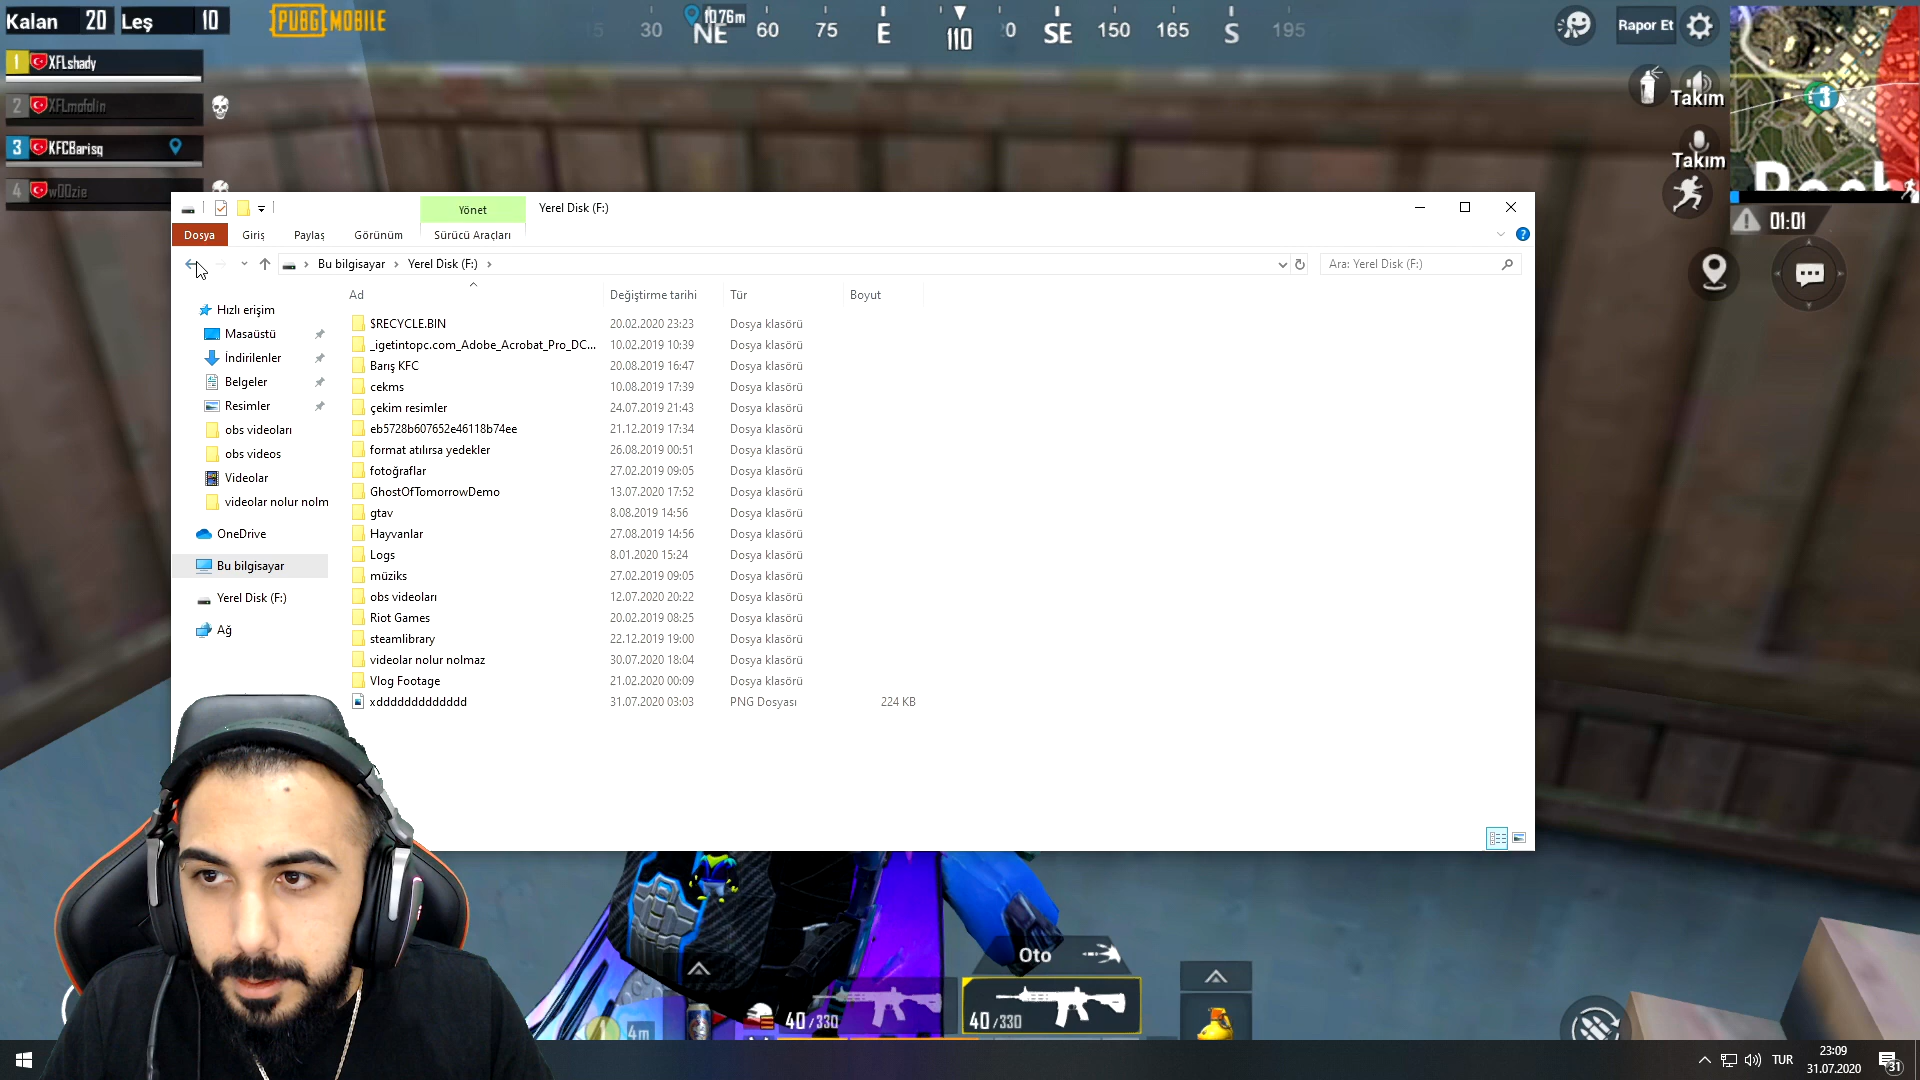 Kalan 20 Leş 10
PUBG MOBILE
15 30 NE 60 75 E 110 SE 150 165 S 195
1076m
Rapor Et
1 XFLshady
2 XFLmofolin
3 KFCBarisq
4 w00zie
Takım
Takım
3
01:01
Yönet
Yerel Disk (F:)
Dosya Giriş Paylaş Görünüm Sürücü Araçları
Bu bilgisayar Yerel Disk (F:)
Ara: Yerel Disk (F:)
Hızlı erişim
Masaüstü
İndirilenler
Belgeler
Resimler
obs videoları
obs videos
Videolar
videolar nolur nolm
OneDrive
Bu bilgisayar
Yerel Disk (F:)
Ağ
Ad Değiştirme tarihi Tür Boyut
$RECYCLE.BIN 20.02.2020 23:23 Dosya klasörü
_igetintopc.com_Adobe_Acrobat_Pro_DC... 10.02.2019 10:39 Dosya klasörü
Barış KFC 20.08.2019 16:47 Dosya klasörü
cekms 10.08.2019 17:39 Dosya klasörü
çekim resimler 24.07.2019 21:43 Dosya klasörü
eb5728b607652e46118b74ee 21.12.2019 17:34 Dosya klasörü
format atılırsa yedekler 26.08.2019 00:51 Dosya klasörü
fotoğraflar 27.02.2019 09:05 Dosya klasörü
GhostOfTomorrowDemo 13.07.2020 17:52 Dosya klasörü
gtav 8.08.2019 14:56 Dosya klasörü
Hayvanlar 27.08.2019 14:56 Dosya klasörü
Logs 8.01.2020 15:24 Dosya klasörü
müziks 27.02.2019 09:05 Dosya klasörü
obs videoları 12.07.2020 20:22 Dosya klasörü
Riot Games 20.02.2019 08:25 Dosya klasörü
steamlibrary 22.12.2019 19:00 Dosya klasörü
videolar nolur nolmaz 30.07.2020 18:04 Dosya klasörü
Vlog Footage 21.02.2020 00:09 Dosya klasörü
xddddddddddddd 31.07.2020 03:03 PNG Dosyası 224 KB
Oto
4m
40/330
40/330
TUR
23:09
31.07.2020
31